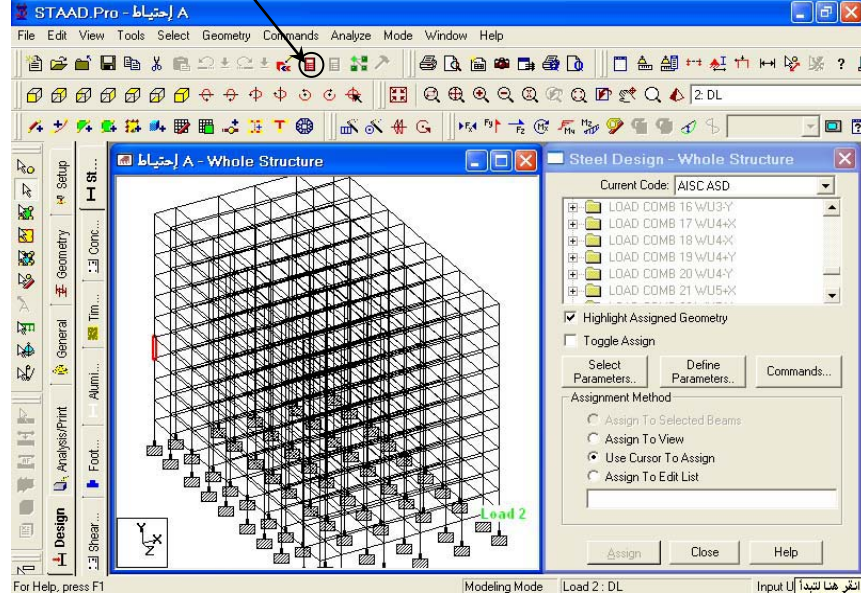 STAAD.Pro - إحتياط A
File Edit View Tools Select Geometry Commands Analyze Mode Window Help
2: DL
Setup
Geometry
General
Analysis/Print
Design
St...
Conc...
Tim...
Alumi...
Foot...
Shear...
إحتياط A - Whole Structure
Load 2
Y
X
Z
Steel Design - Whole Structure
Current Code: AISC ASD
LOAD COMB 16 WU3-Y
LOAD COMB 17 WU4+X
LOAD COMB 18 WU4-X
LOAD COMB 19 WU4+Y
LOAD COMB 20 WU4-Y
LOAD COMB 21 WU5+X
Highlight Assigned Geometry
Toggle Assign
Select Parameters..
Define Parameters..
Commands...
Assignment Method
Assign To Selected Beams
Assign To View
Use Cursor To Assign
Assign To Edit List
Assign Close Help
For Help, press F1
Modeling Mode Load 2 : DL Input U
انقر هنا لتبدأ